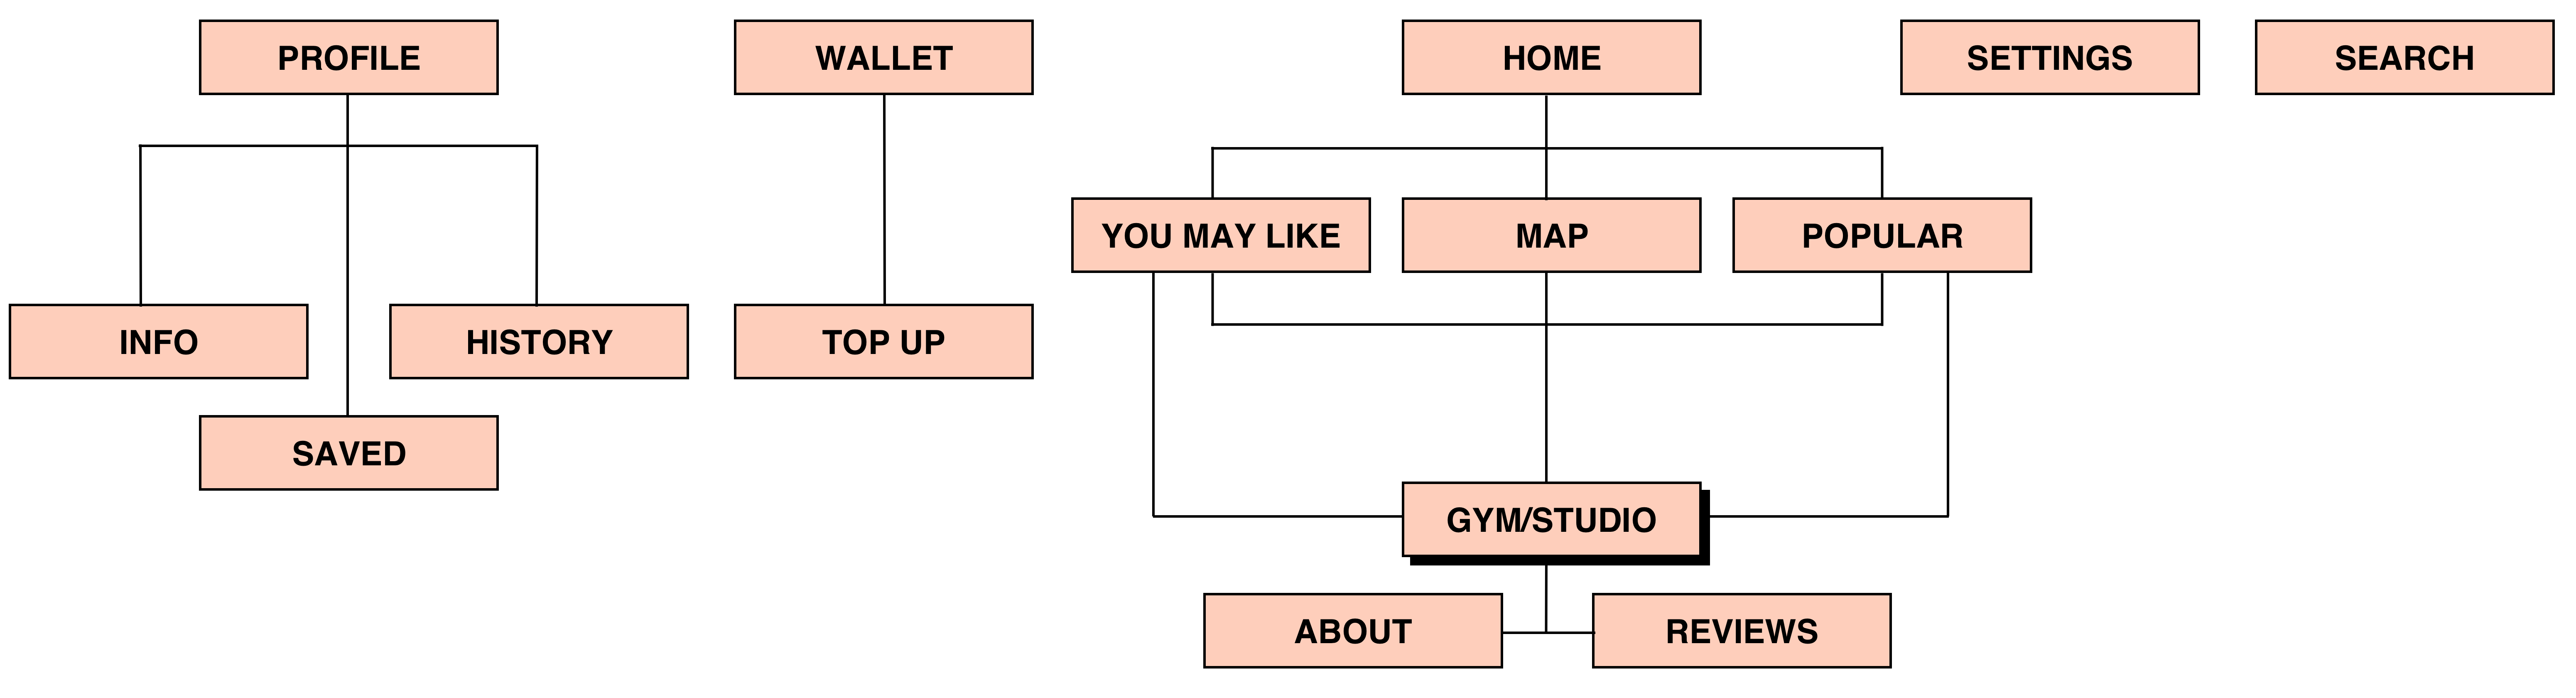 PROFILE
WALLET
HOME
SETTINGS
SEARCH
YOU MAY LIKE
MAP
POPULAR
INFO
HISTORY
TOP UP
SAVED
GYM/STUDIO
ABOUT
REVIEWS